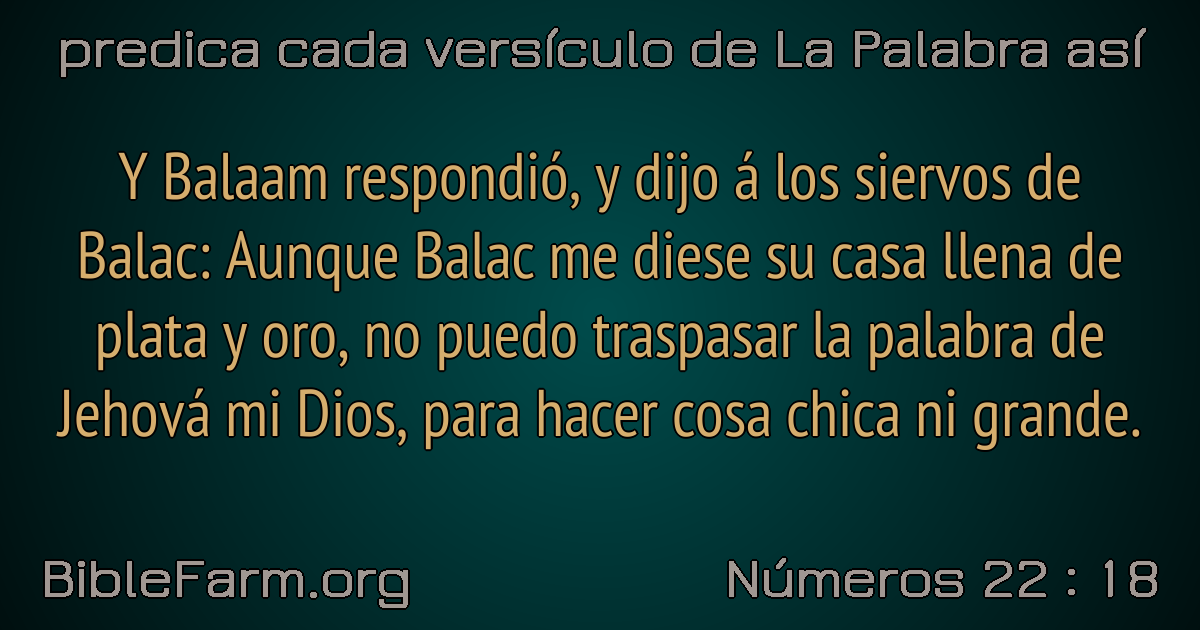 predica cada versículo de La Palabra así
Y Balaam respondió, y dijo á los siervos de
Balac: Aunque Balac me diese su casa llena de
plata y oro, no puedo traspasar la palabra de
Jehová mi Dios, para hacer cosa chica ni grande.
BibleFarm.org
Números 22 : 18